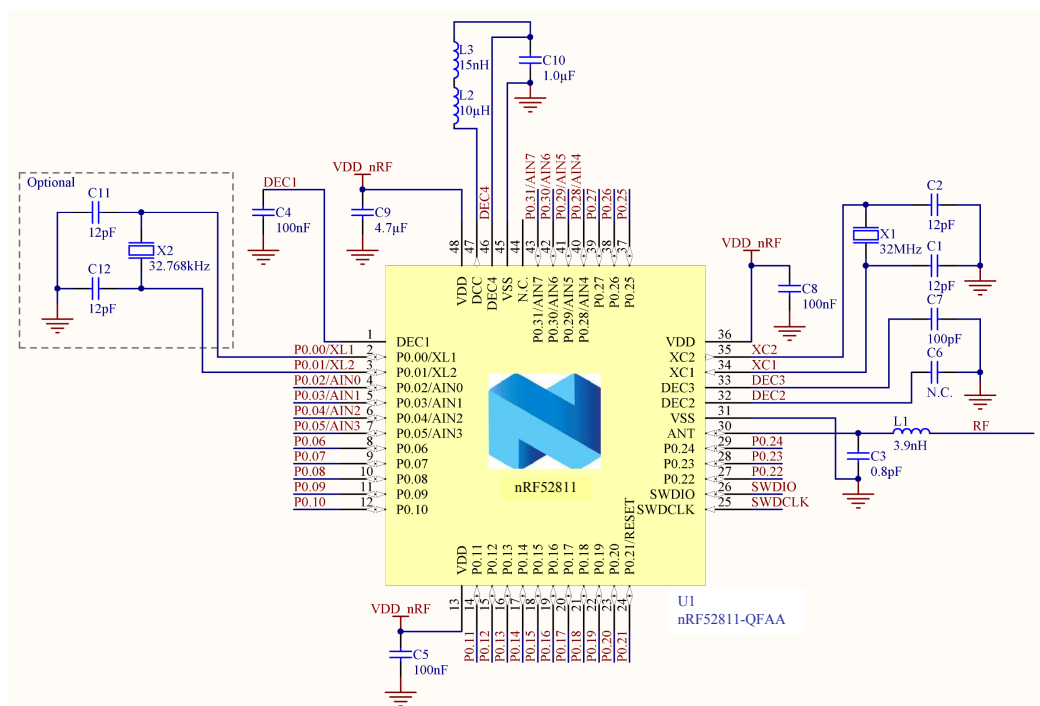 L3
15nH
C10
1.0µF
L2
10µH
DEC4
P0.31/AIN7
P0.30/AIN6
P0.29/AIN5
P0.28/AIN4
P0.27
P0.26
P0.25
Optional
C11
12pF
X2
32.768kHz
C12
12pF
DEC1
C4
100nF
VDD_nRF
C9
4.7µF
48
47
46
45
44
43
42
41
40
39
38
37
VDD
DCC
DEC4
VSS
N.C.
P0.31/AIN7
P0.30/AIN6
P0.29/AIN5
P0.28/AIN4
P0.27
P0.26
P0.25
VDD_nRF
C8
100nF
X1
32MHz
C2
12pF
C1
12pF
C7
100pF
C6
N.C.
1 DEC1
P0.00/XL1 2 P0.00/XL1
P0.01/XL2 3 P0.01/XL2
P0.02/AIN0 4 P0.02/AIN0
P0.03/AIN1 5 P0.03/AIN1
P0.04/AIN2 6 P0.04/AIN2
P0.05/AIN3 7 P0.05/AIN3
P0.06 8 P0.06
P0.07 9 P0.07
P0.08 10 P0.08
P0.09 11 P0.09
P0.10 12 P0.10
VDD 36
XC2 35 XC2
XC1 34 XC1
DEC3 33 DEC3
DEC2 32 DEC2
VSS 31
ANT 30
P0.24 29 P0.24
P0.23 28 P0.23
P0.22 27 P0.22
SWDIO 26 SWDIO
SWDCLK 25 SWDCLK
L1
3.9nH
RF
C3
0.8pF
nRF52811
VDD
P0.11
P0.12
P0.13
P0.14
P0.15
P0.16
P0.17
P0.18
P0.19
P0.20
P0.21/RESET
13
14
15
16
17
18
19
20
21
22
23
24
P0.11
P0.12
P0.13
P0.14
P0.15
P0.16
P0.17
P0.18
P0.19
P0.20
P0.21
VDD_nRF
C5
100nF
U1
nRF52811-QFAA